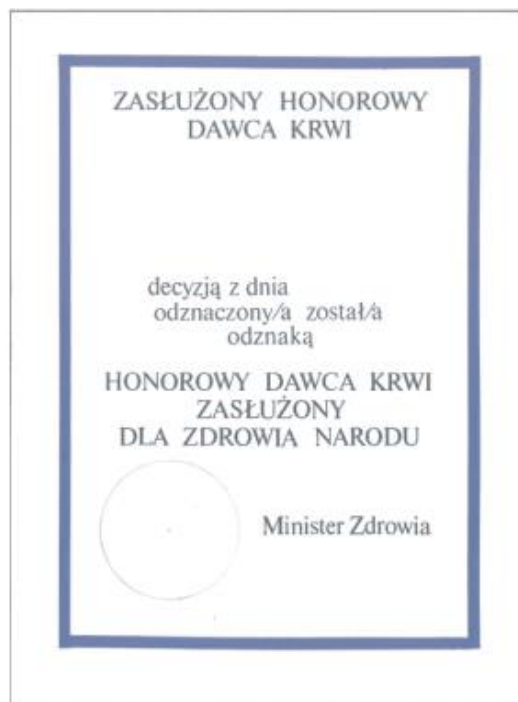 ZASŁUŻONY HONOROWY
DAWCA KRWI
decyzją z dnia
odznaczony/a został/a
odznaką
HONOROWY DAWCA KRWI
ZASŁUŻONY
DLA ZDROWIA NARODU
Minister Zdrowia